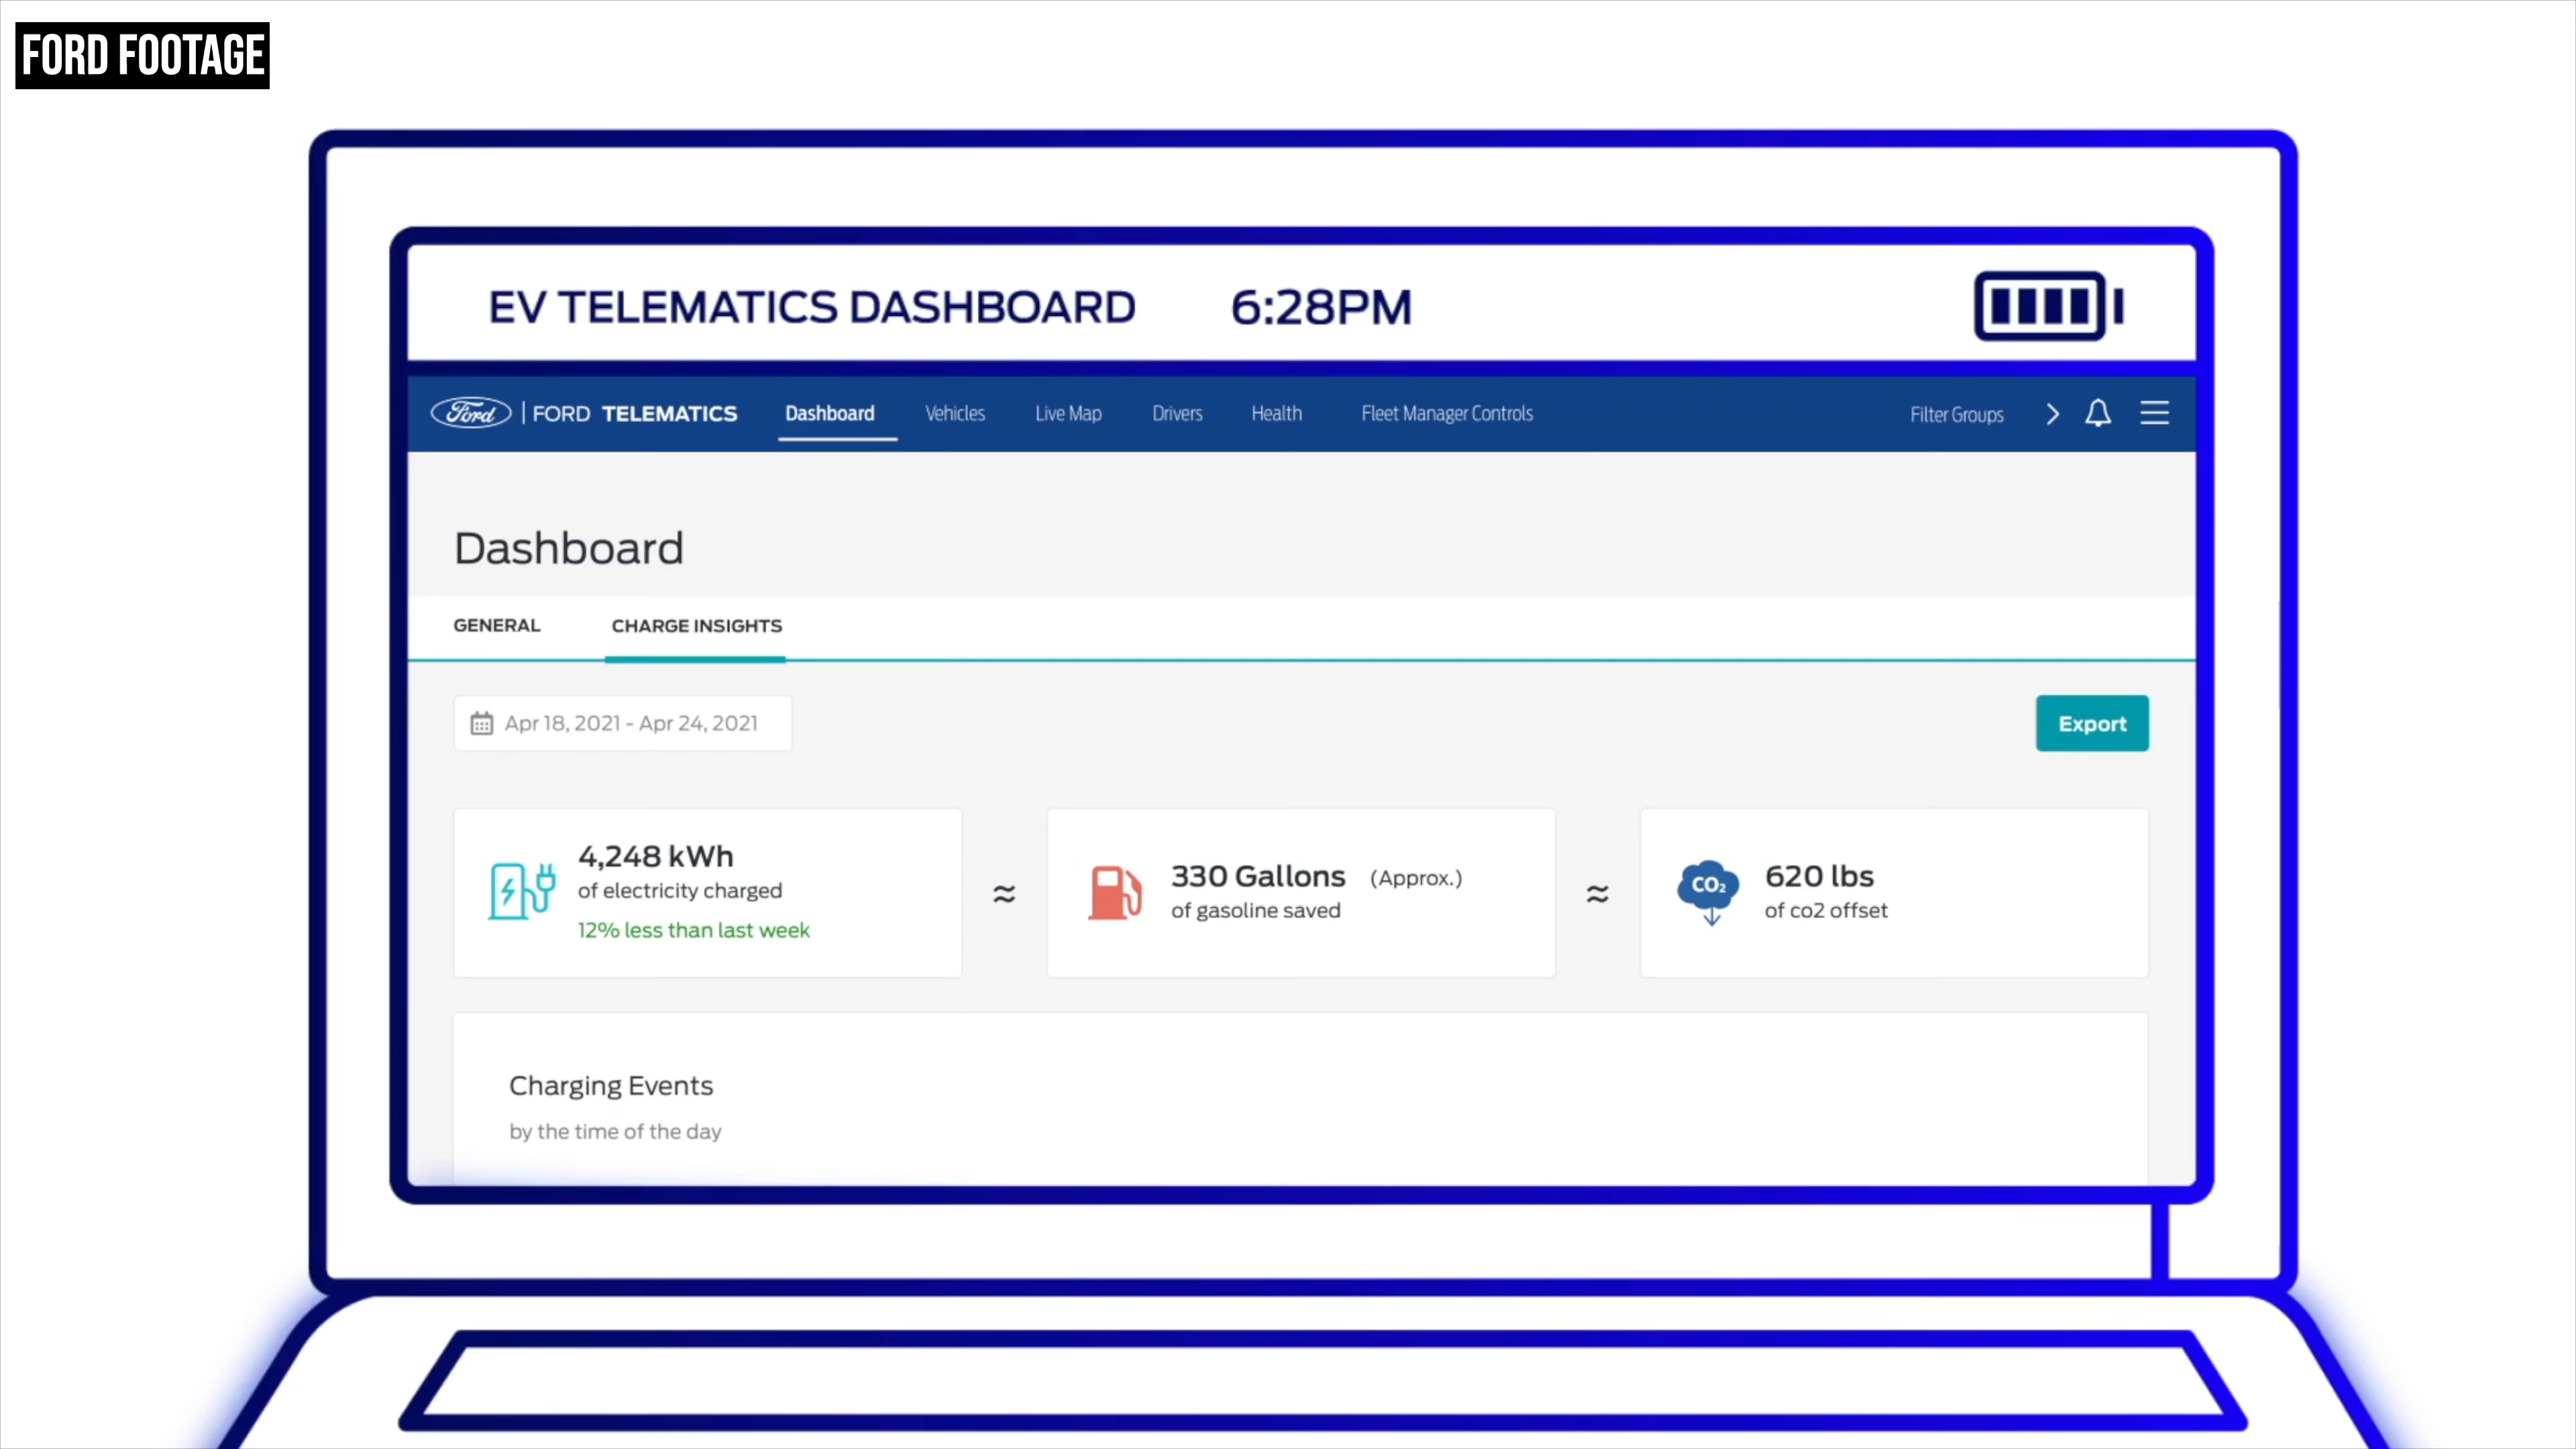 FORD FOOTAGE
EV TELEMATICS DASHBOARD 6:28PM
Ford | FORD TELEMATICS Dashboard Vehicles Live Map Drivers Health Fleet Manager Controls Filter Groups
Dashboard
GENERAL CHARGE INSIGHTS
Apr 18, 2021 - Apr 24, 2021 Export
4,248 kWh
of electricity charged
12% less than last week
≈
330 Gallons (Approx.)
of gasoline saved
≈
CO₂
620 lbs
of co2 offset
Charging Events
by the time of the day